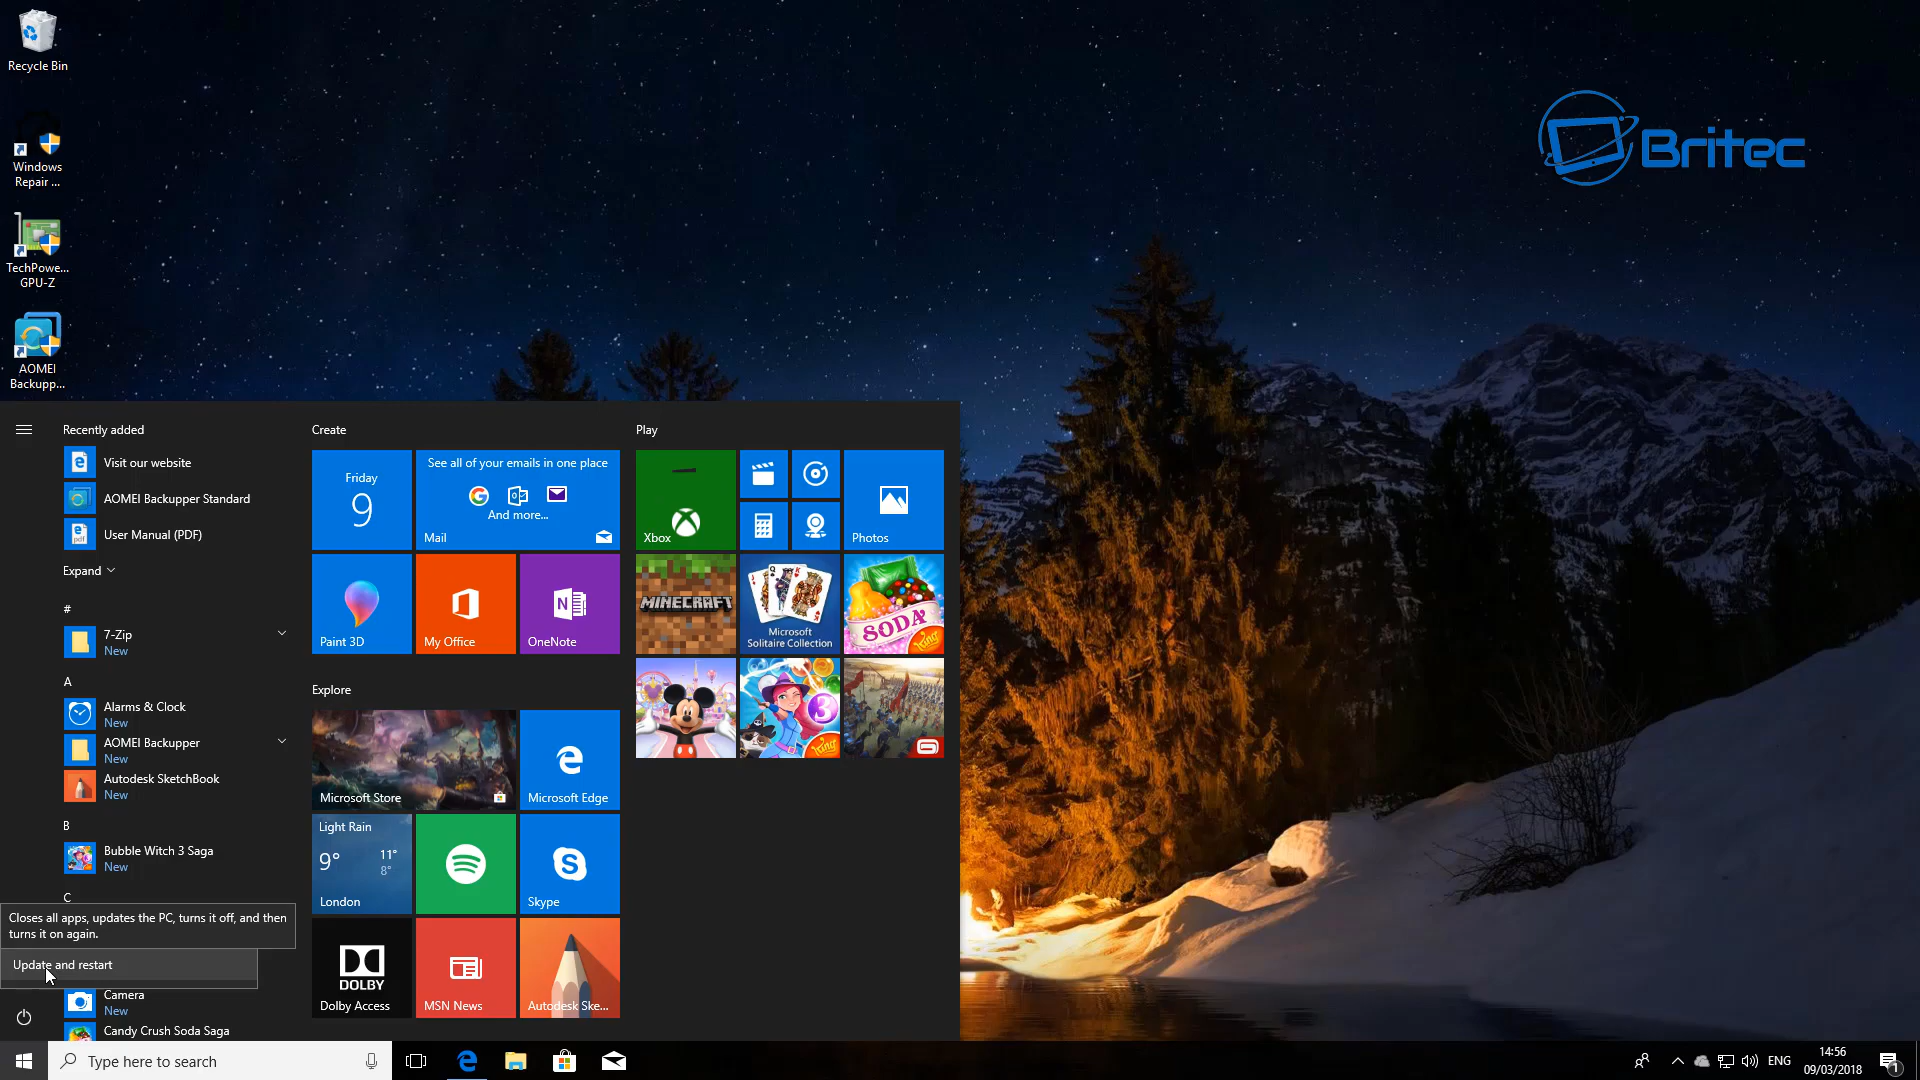 Recycle Bin
Windows
Repair ...
TechPowe...
GPU-Z
AOMEI
Backupp...
Britec
Recently added
Visit our website
AOMEI Backupper Standard
User Manual (PDF)
Expand
#
7-Zip
New
A
Alarms & Clock
New
AOMEI Backupper
New
Autodesk SketchBook
New
B
Bubble Witch 3 Saga
New
C
Closes all apps, updates the PC, turns it off, and then
turns it on again.
Update and restart
Camera
New
Candy Crush Soda Saga
Create
Friday
9
See all of your emails in one place
And more...
Mail
Paint 3D
My Office
OneNote
Explore
Microsoft Store
Microsoft Edge
Light Rain
9°
11°
8°
London
Skype
DOLBY
Dolby Access
MSN News
Autodesk Ske...
Play
Xbox
Photos
MINECRAFT
Microsoft
Solitaire Collection
SODA
King
3
King
Type here to search
ENG
14:56
09/03/2018
1